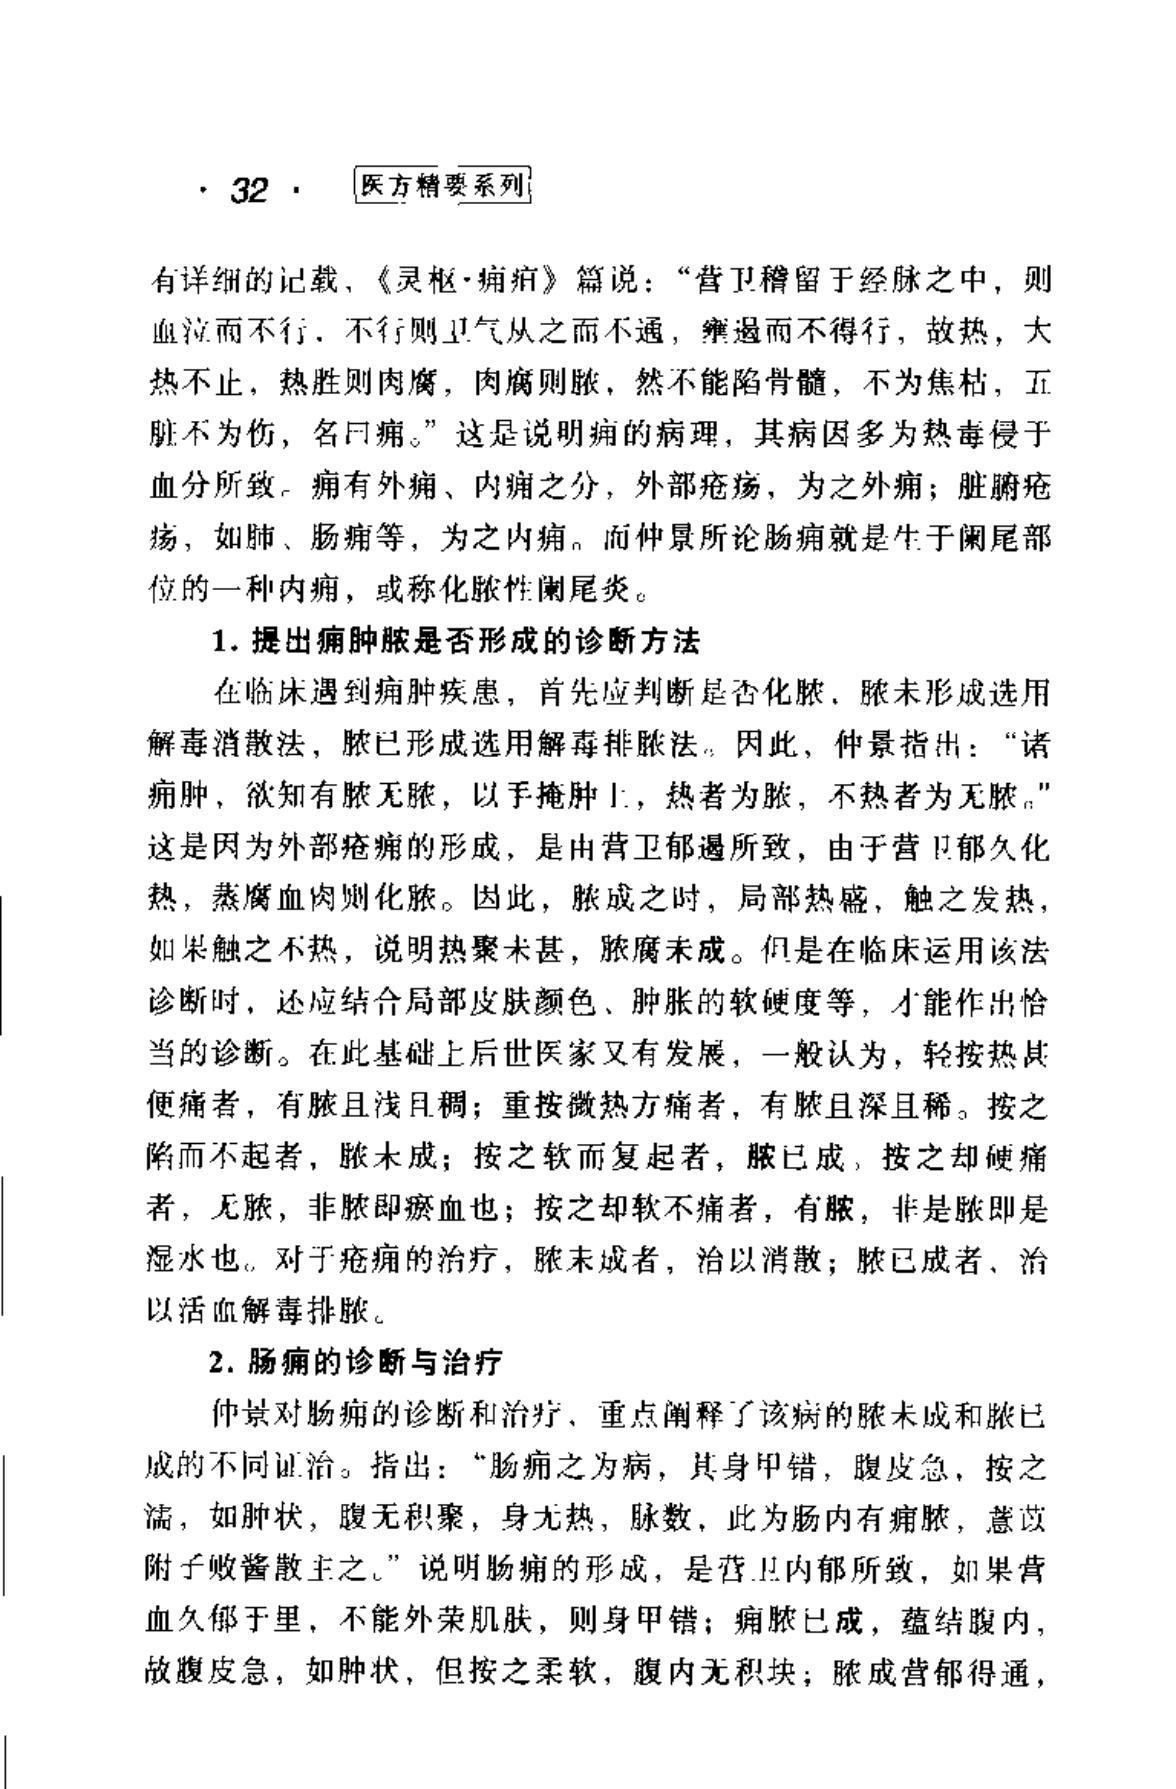 · 32 · 医方精要系列
有详细的记载、《灵枢·痈疽》篇说：“营卫稽留于经脉之中，则
血泣而不行．不行则卫气从之而不通，壅遏而不得行，故热，大
热不止，热胜则肉腐，肉腐则脓，然不能陷骨髓，不为焦枯，五
脏不为伤，名曰痈。”这是说明痈的病理，其病因多为热毒侵于
血分所致。痈有外痈、内痈之分，外部疮疡，为之外痈；脏腑疮
疡，如肺、肠痈等，为之内痈。而仲景所论肠痈就是生于阑尾部
位的一种内痈，或称化脓性阑尾炎。
1. 提出痈肿脓是否形成的诊断方法
在临床遇到痈肿疾患，首先应判断是否化脓．脓未形成选用
解毒消散法，脓已形成选用解毒排脓法。因此，仲景指出：“诸
痈肿，欲知有脓无脓，以手掩肿上，热者为脓，不热者为无脓。”
这是因为外部疮痈的形成，是由营卫郁遏所致，由于营卫郁久化
热，蒸腐血肉则化脓。因此，脓成之时，局部热盛，触之发热，
如果触之不热，说明热聚未甚，脓腐未成。但是在临床运用该法
诊断时，还应结合局部皮肤颜色、肿胀的软硬度等，才能作出恰
当的诊断。在此基础上后世医家又有发展，一般认为，轻按热甚
便痛者，有脓且浅且稠；重按微热方痛者，有脓且深且稀。按之
陷而不起者，脓未成；按之软而复起者，脓已成，按之却硬痛
者，无脓，非脓即瘀血也；按之却软不痛者，有脓，非是脓即是
湿水也。对于疮痈的治疗，脓未成者，治以消散；脓已成者、治
以活血解毒排脓。
2. 肠痈的诊断与治疗
仲景对肠痈的诊断和治疗、重点阐释了该病的脓未成和脓已
成的不同证治。指出：“肠痈之为病，其身甲错，腹皮急，按之
濡，如肿状，腹无积聚，身无热，脉数，此为肠内有痈脓，薏苡
附子败酱散主之。”说明肠痈的形成，是营卫内郁所致，如果营
血久郁于里，不能外荣肌肤，则身甲错；痈脓已成，蕴结腹内，
故腹皮急，如肿状，但按之柔软，腹内无积块；脓成营郁得通，